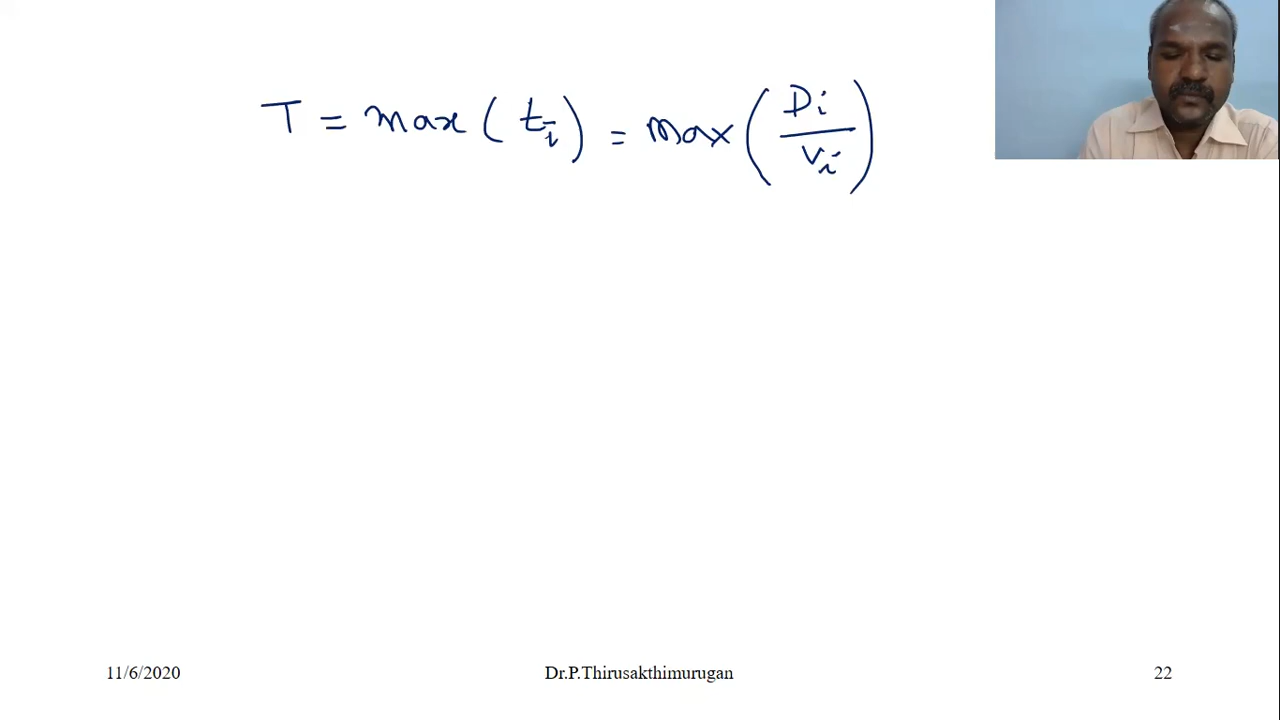 T = max ( ti ) = max ( Di / vi )
11/6/2020 Dr.P.Thirusakthimurugan 22